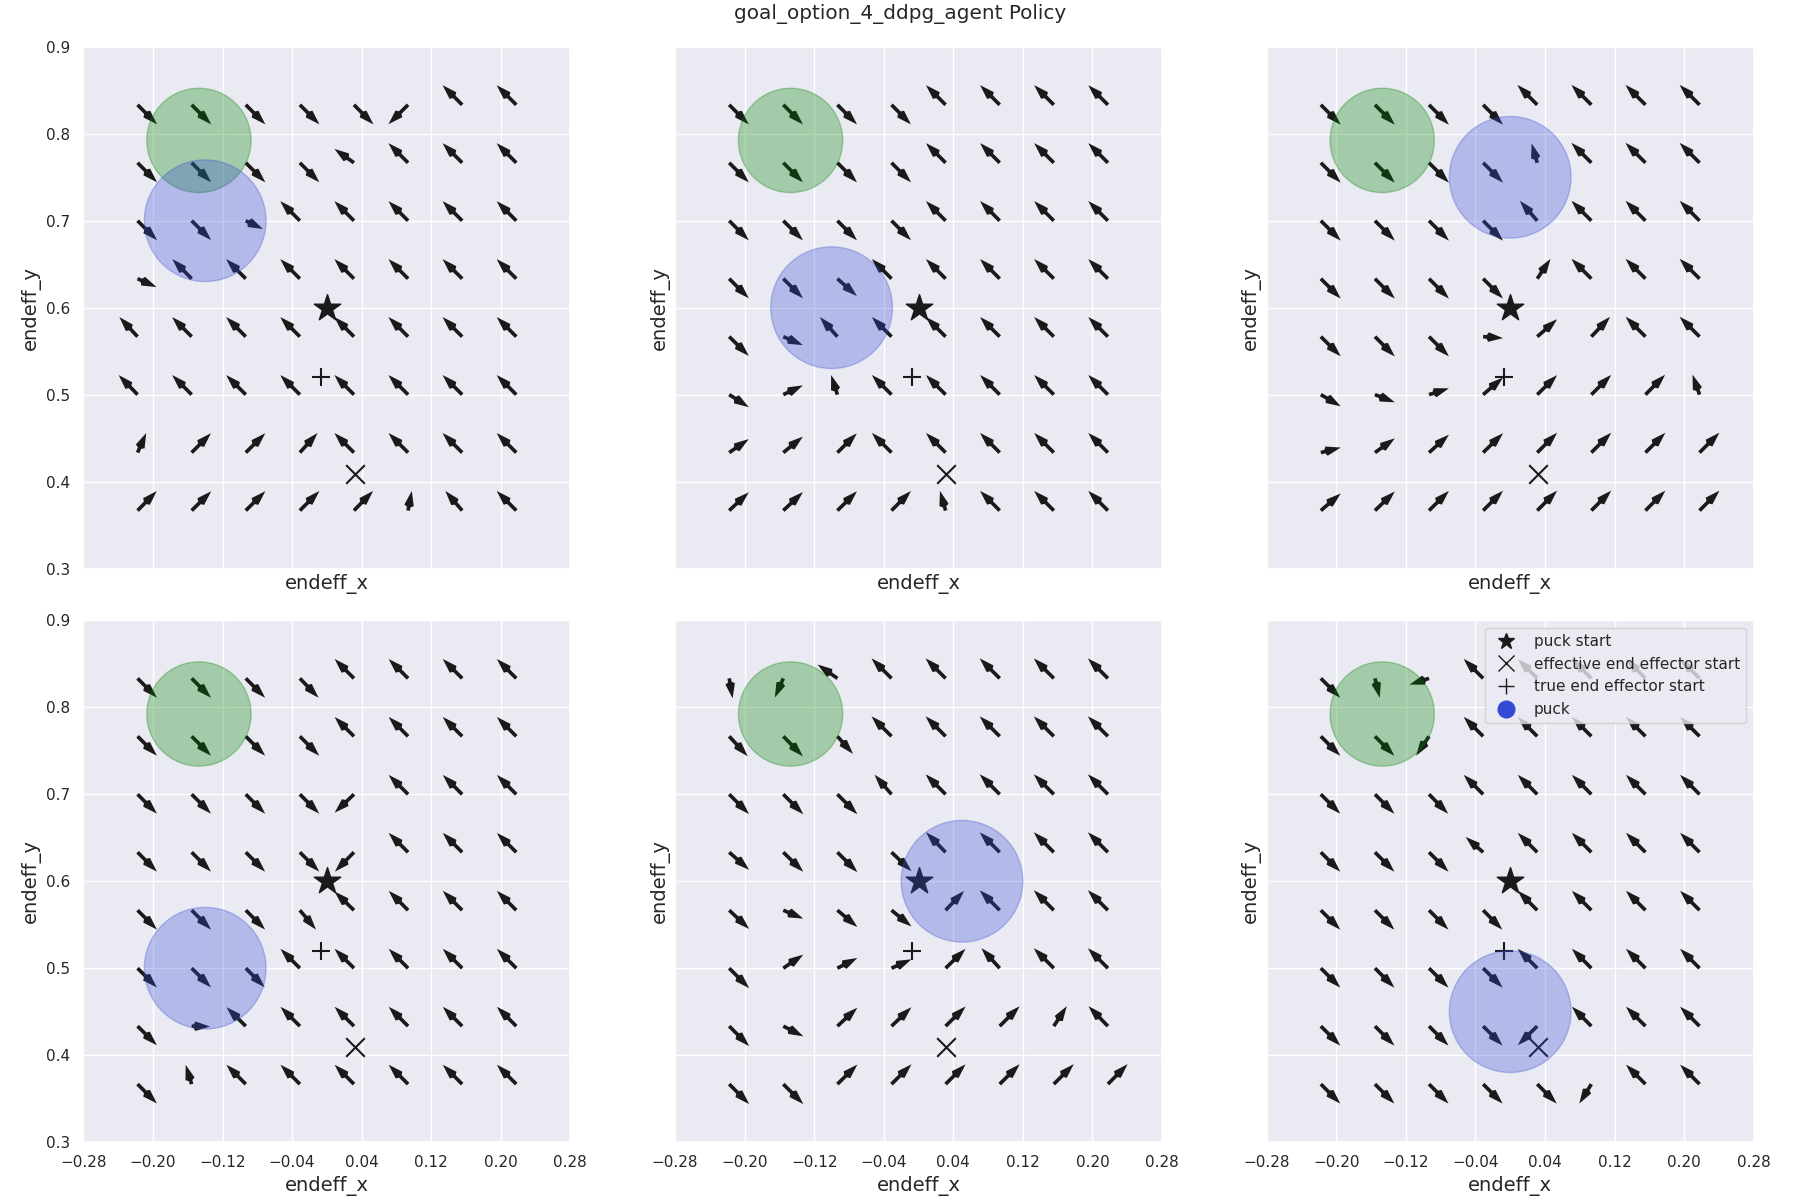 goal_option_4_ddpg_agent Policy
0.9
0.8
0.7
0.6
0.5
0.4
0.3
endeff_y
endeff_x
endeff_y
endeff_x
endeff_y
endeff_x
0.9
0.8
0.7
0.6
0.5
0.4
0.3
endeff_y
−0.28 −0.20 −0.12 −0.04 0.04 0.12 0.20 0.28
endeff_x
endeff_y
−0.28 −0.20 −0.12 −0.04 0.04 0.12 0.20 0.28
endeff_x
puck start
effective end effector start
true end effector start
puck
endeff_y
−0.28 −0.20 −0.12 −0.04 0.04 0.12 0.20 0.28
endeff_x